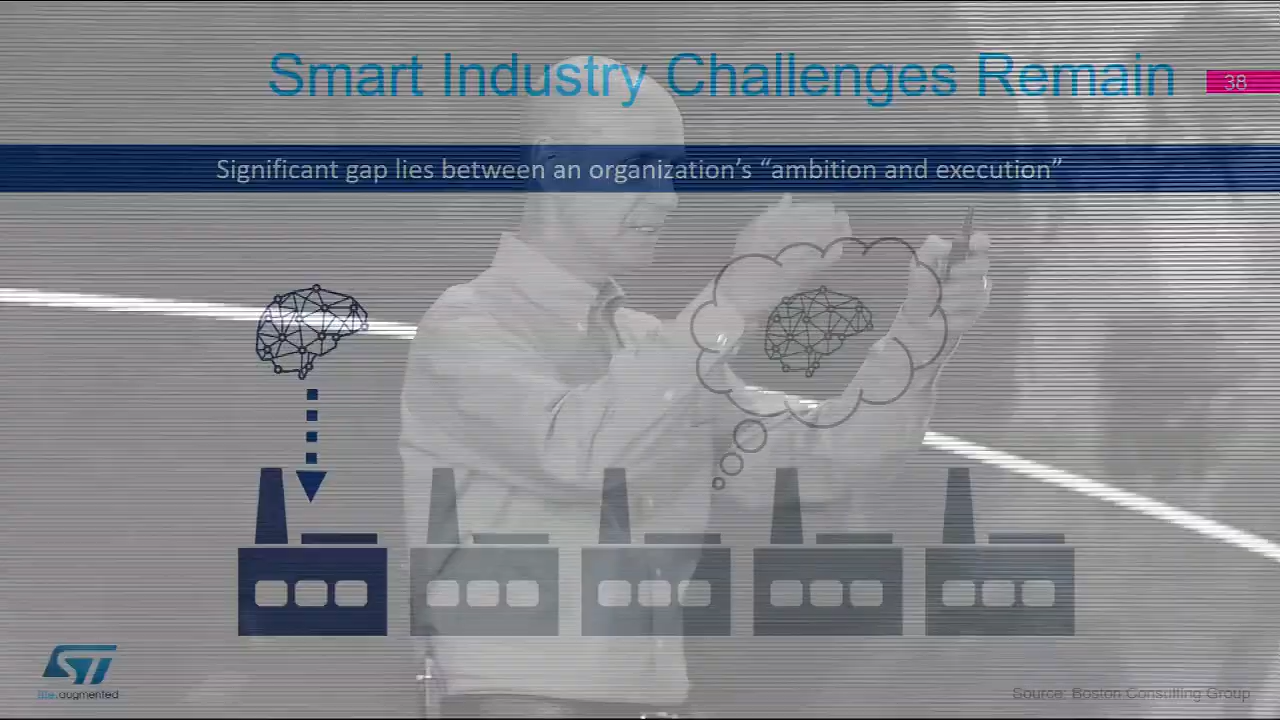 Smart Industry Challenges Remain
38
Significant gap lies between an organization's “ambition and execution”
life.augmented
Source: Boston Consulting Group